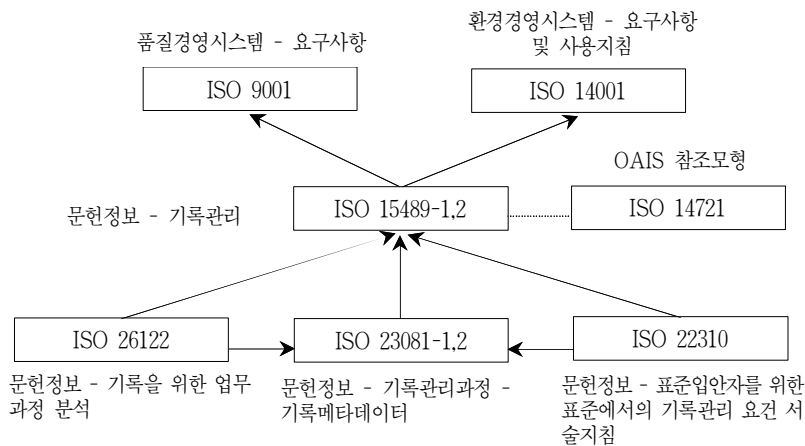 품질경영시스템 - 요구사항
환경경영시스템 - 요구사항
및 사용지침
ISO 9001
ISO 14001
OAIS 참조모형
문헌정보 - 기록관리
ISO 15489-1,2
ISO 14721
ISO 26122
ISO 23081-1,2
ISO 22310
문헌정보 - 기록을 위한 업무
과정 분석
문헌정보 - 기록관리과정 -
기록메타데이터
문헌정보 - 표준입안자를 위한
표준에서의 기록관리 요건 서
술지침